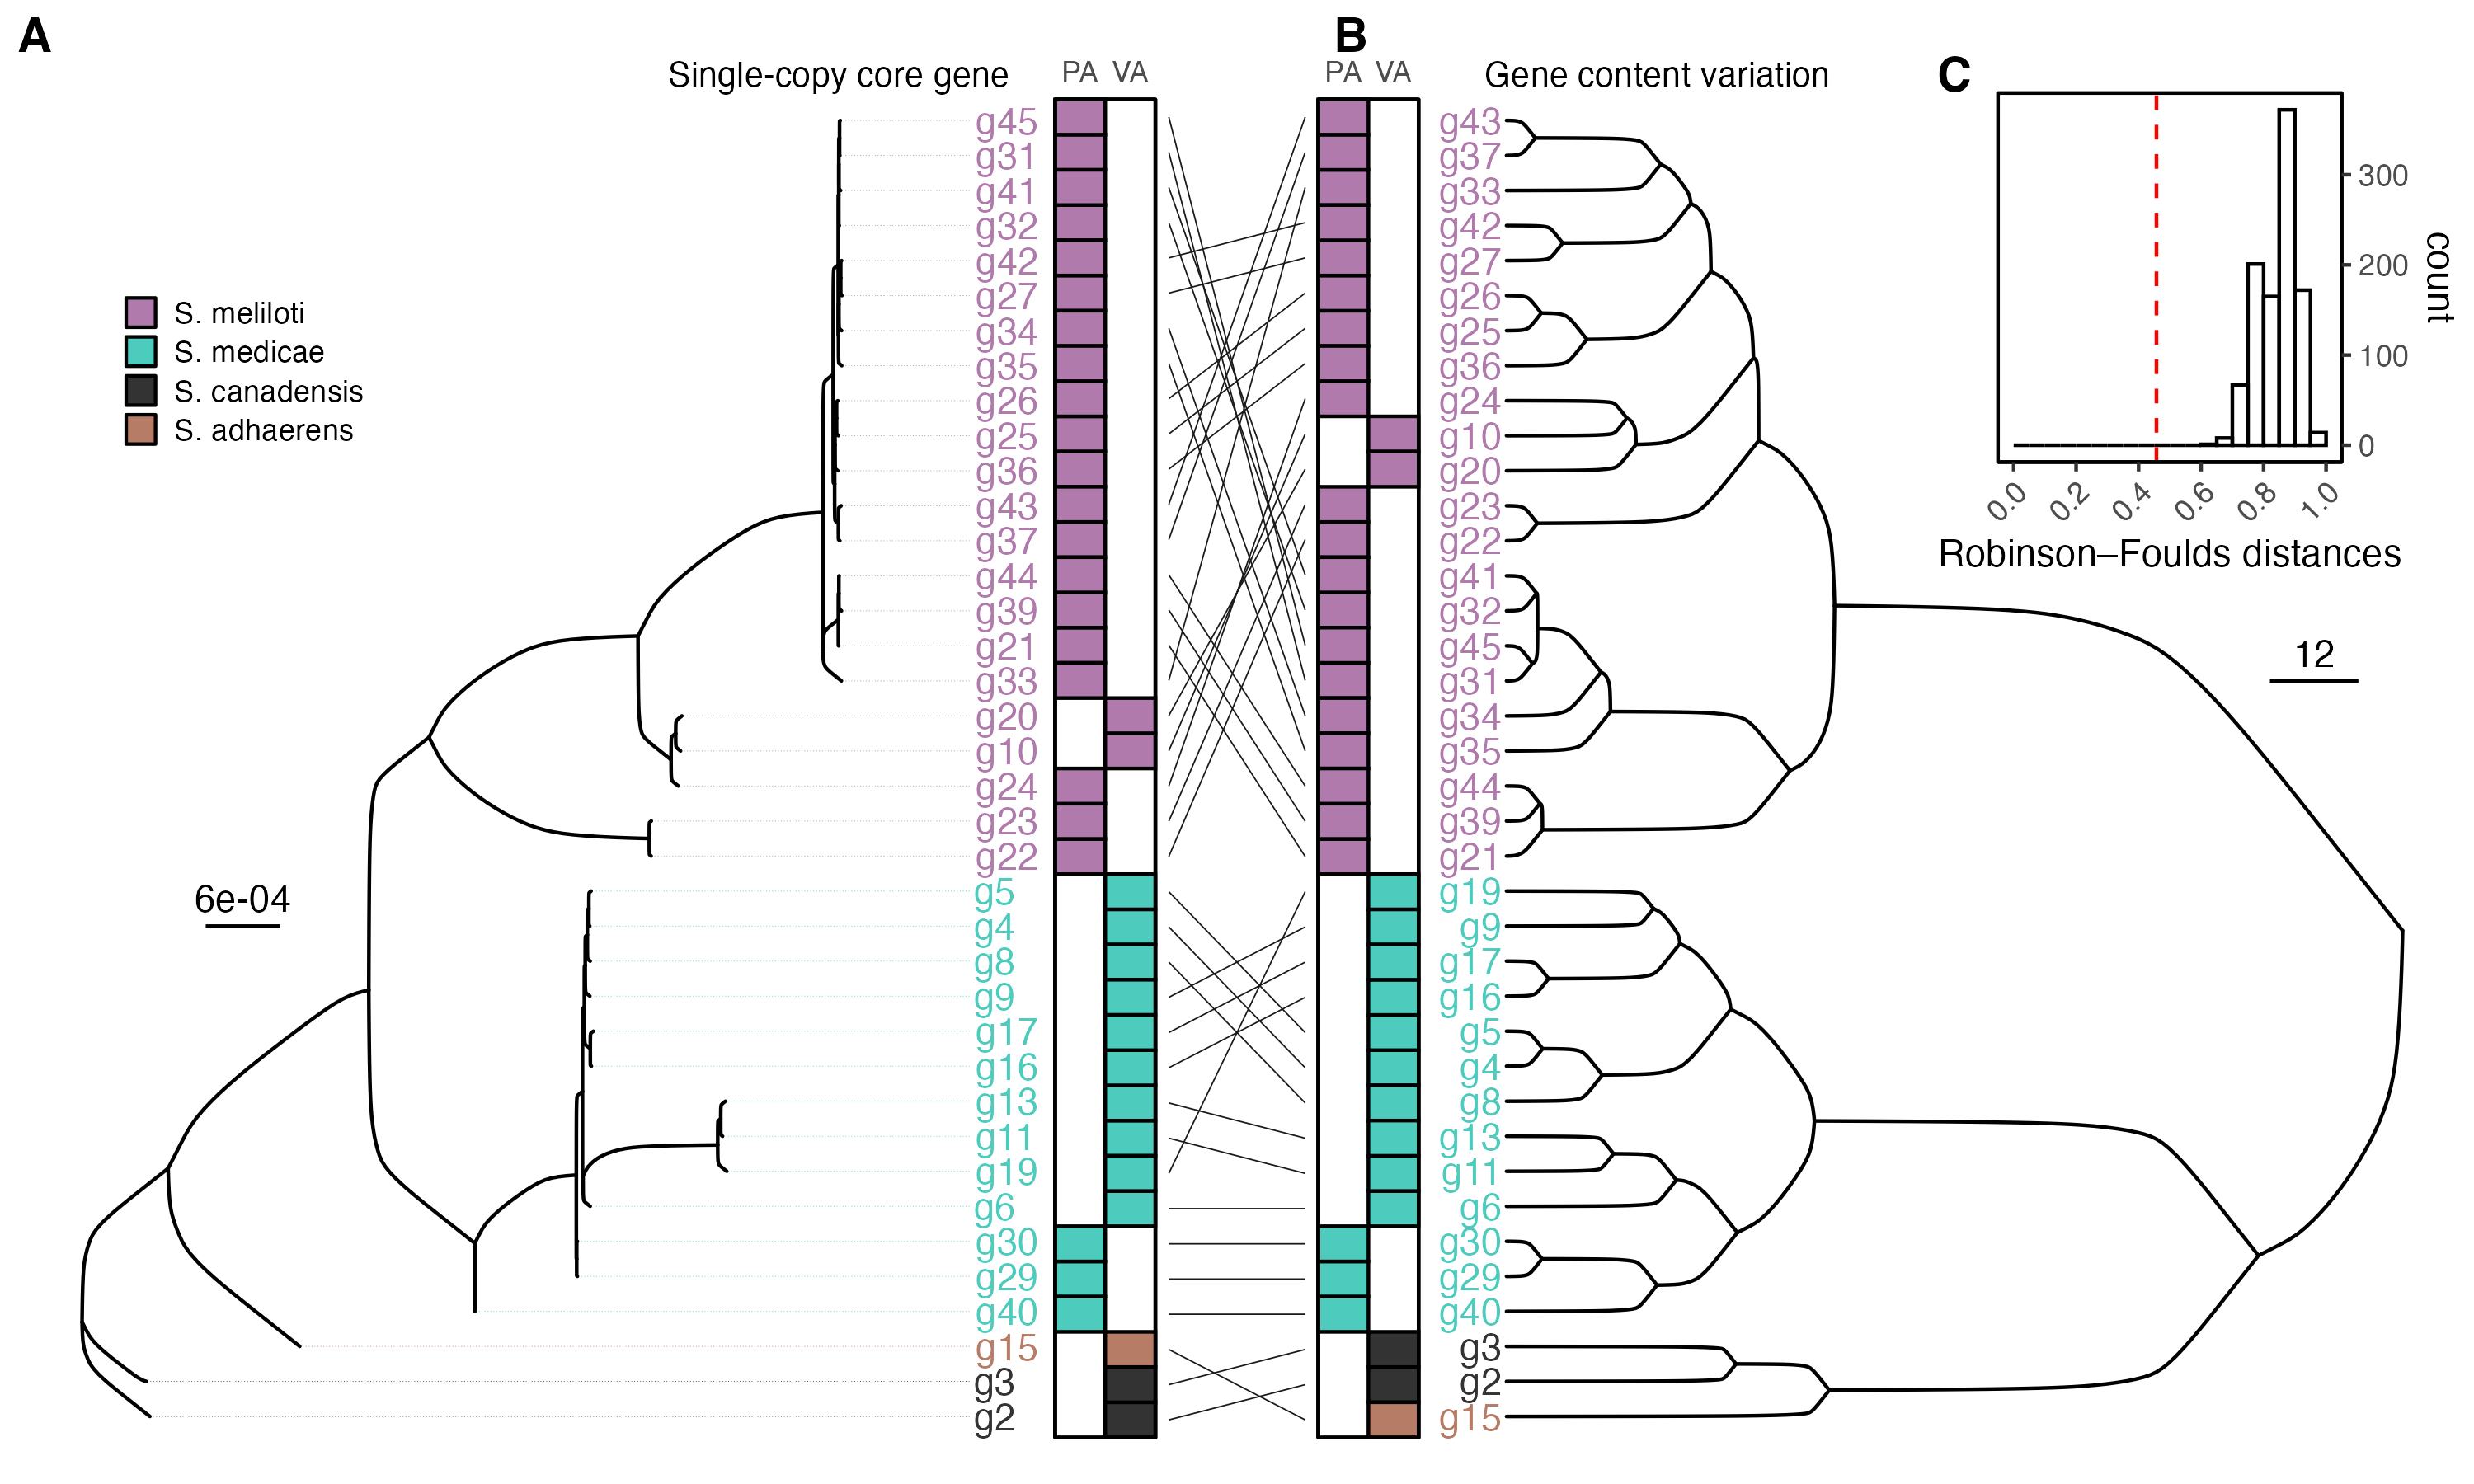 A
B
C
Single-copy core gene
PA VA
PA VA
Gene content variation
g45
g31
g41
g32
g42
g27
g34
g35
g26
g25
g36
g43
g37
g44
g39
g21
g33
g20
g10
g24
g23
g22
g5
g4
g8
g9
g17
g16
g13
g11
g19
g6
g30
g29
g40
g15
g3
g2
S. meliloti
S. medicae
S. canadensis
S. adhaerens
6e-04
g43
g37
g33
g42
g27
g26
g25
g36
g24
g10
g20
g23
g22
g41
g32
g45
g31
g34
g35
g44
g39
g21
g19
g9
g17
g16
g5
g4
g8
g13
g11
g6
g30
g29
g40
g3
g2
g15
300
200
100
0
count
0.0
0.2
0.4
0.6
0.8
1.0
Robinson–Foulds distances
12